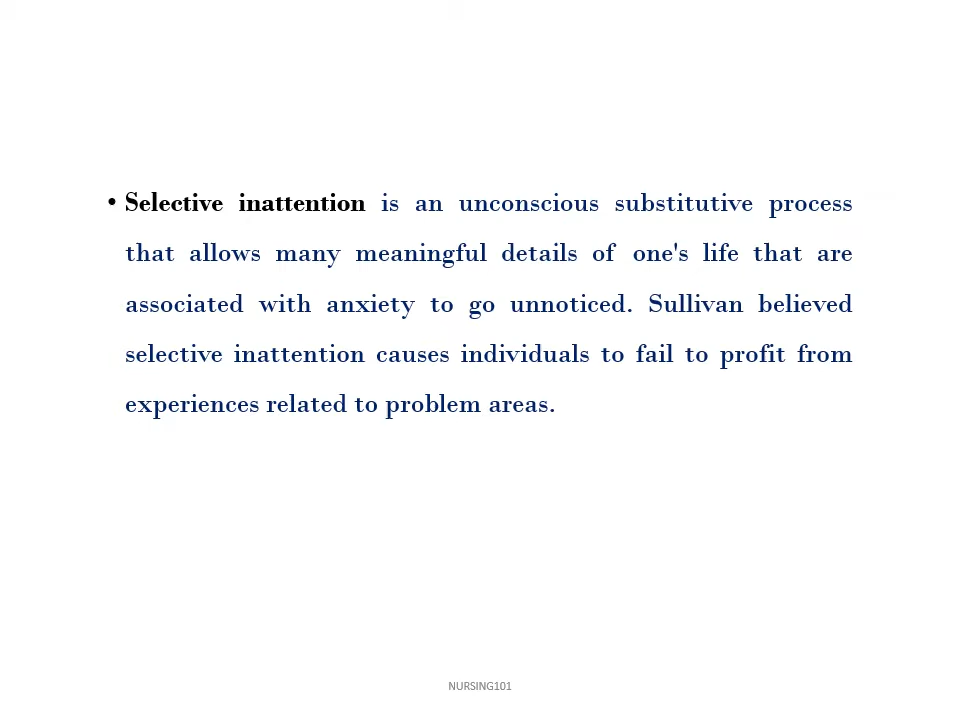 • Selective inattention is an unconscious substitutive process
that allows many meaningful details of one's life that are
associated with anxiety to go unnoticed. Sullivan believed
selective inattention causes individuals to fail to profit from
experiences related to problem areas.
NURSING101